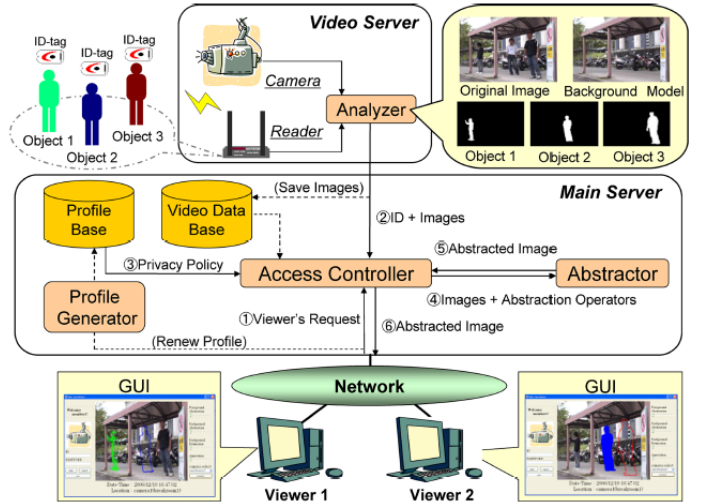 Video Server
ID-tag
ID-tag
ID-tag
Camera
Analyzer
Original Image
Background Model
Reader
Object 1
Object 2
Object 3
Object 1
Object 2
Object 3
Main Server
(Save Images)
Profile Base
Video Data Base
②ID + Images
⑤Abstracted Image
③Privacy Policy
Access Controller
Abstractor
④Images + Abstraction Operators
Profile Generator
①Viewer's Request
⑥Abstracted Image
(Renew Profile)
GUI
Network
GUI
Viewer 1
Viewer 2